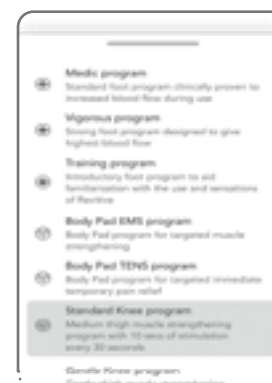 Medic program
Standard foot program clinically proven to
increased blood flow during use
Vigorous program
Strong foot program designed to give
highest blood flow
Training program
Introductory foot program to aid
familiarisation with the use and sensations
of Revitive
Body Pad EMS program
Body Pad program for targeted muscle
strengthening
Body Pad TENS program
Body Pad program for targeted immediate
temporary pain relief
Standard Knee program
Medium thigh muscle strengthening
program with 10 secs of stimulation
every 30 seconds
Gentle Knee program